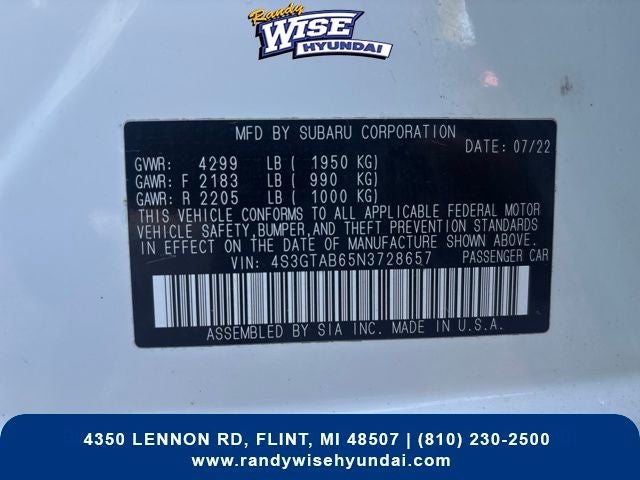 Randy
WISE
HYUNDAI
MFD BY SUBARU CORPORATION
DATE: 07/22
GVWR: 4299 LB ( 1950 KG)
GAWR: F 2183 LB ( 990 KG)
GAWR: R 2205 LB ( 1000 KG)
THIS VEHICLE CONFORMS TO ALL APPLICABLE FEDERAL MOTOR
VEHICLE SAFETY,BUMPER,AND THEFT PREVENTION STANDARDS
IN EFFECT ON THE DATE OF MANUFACTURE SHOWN ABOVE.
VIN: 4S3GTAB65N3728657 PASSENGER CAR
ASSEMBLED BY SIA INC. MADE IN U.S.A.
4350 LENNON RD, FLINT, MI 48507 | (810) 230-2500
www.randywisehyundai.com